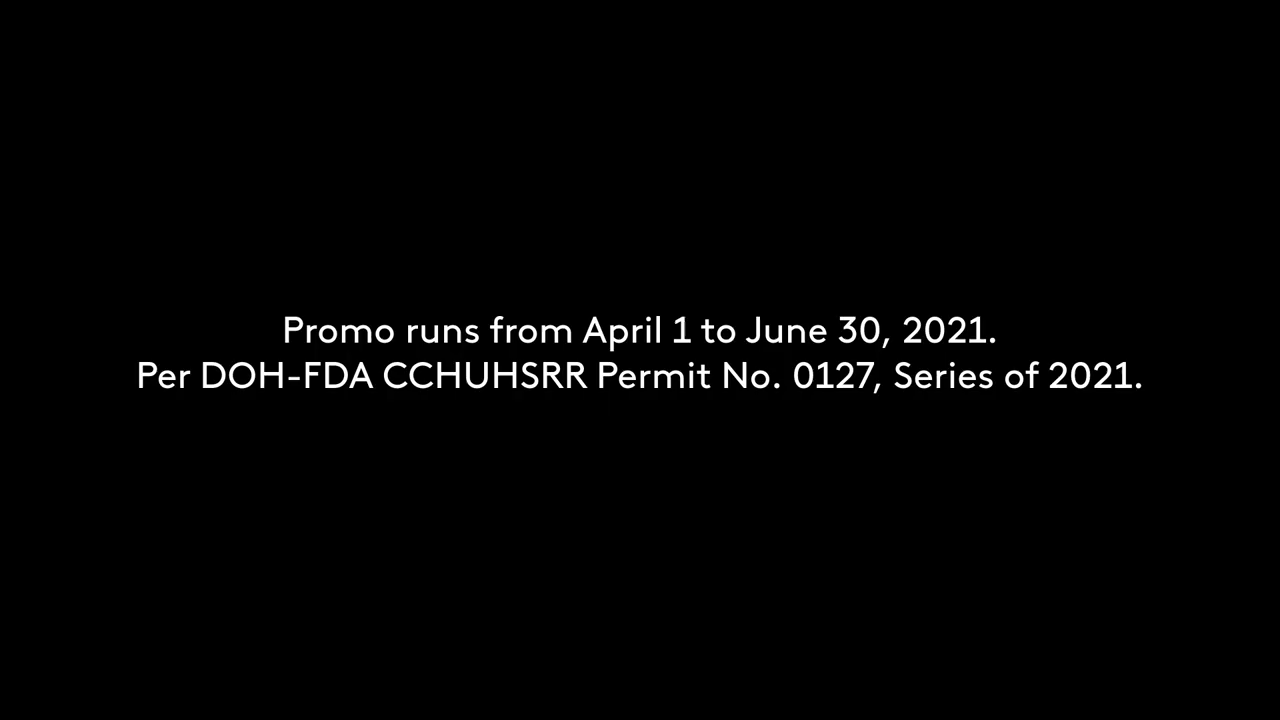 Promo runs from April 1 to June 30, 2021.
Per DOH-FDA CCHUHSRR Permit No. 0127, Series of 2021.